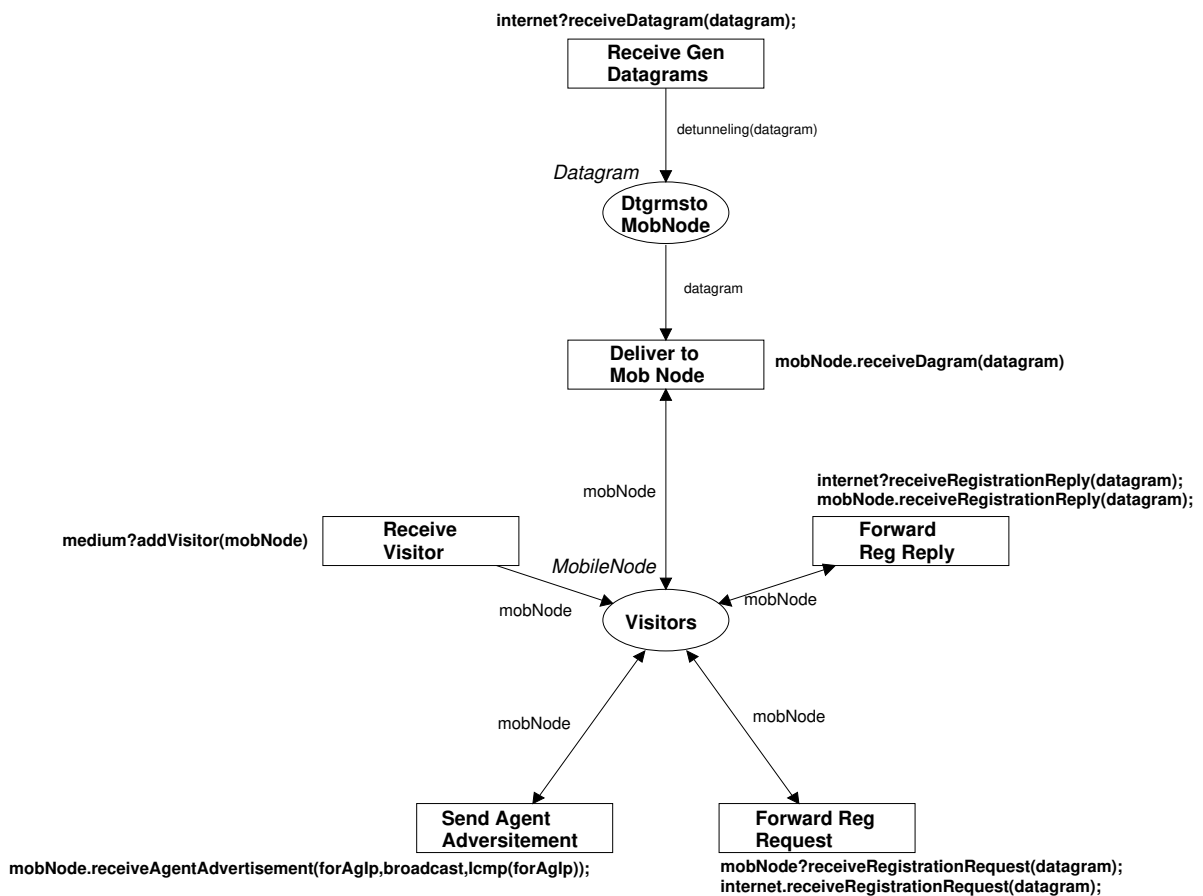 internet?receiveDatagram(datagram);
Receive Gen
Datagrams
detunneling(datagram)
Datagram
Dtgrmsto
MobNode
datagram
Deliver to
Mob Node
mobNode.receiveDagram(datagram)
mobNode
internet?receiveRegistrationReply(datagram);
mobNode.receiveRegistrationReply(datagram);
medium?addVisitor(mobNode)
Receive
Visitor
Forward
Reg Reply
MobileNode
mobNode
mobNode
Visitors
mobNode
mobNode
Send Agent
Adversitement
Forward Reg
Request
mobNode.receiveAgentAdvertisement(forAgIp,broadcast,Icmp(forAgIp));
mobNode?receiveRegistrationRequest(datagram);
internet.receiveRegistrationRequest(datagram);